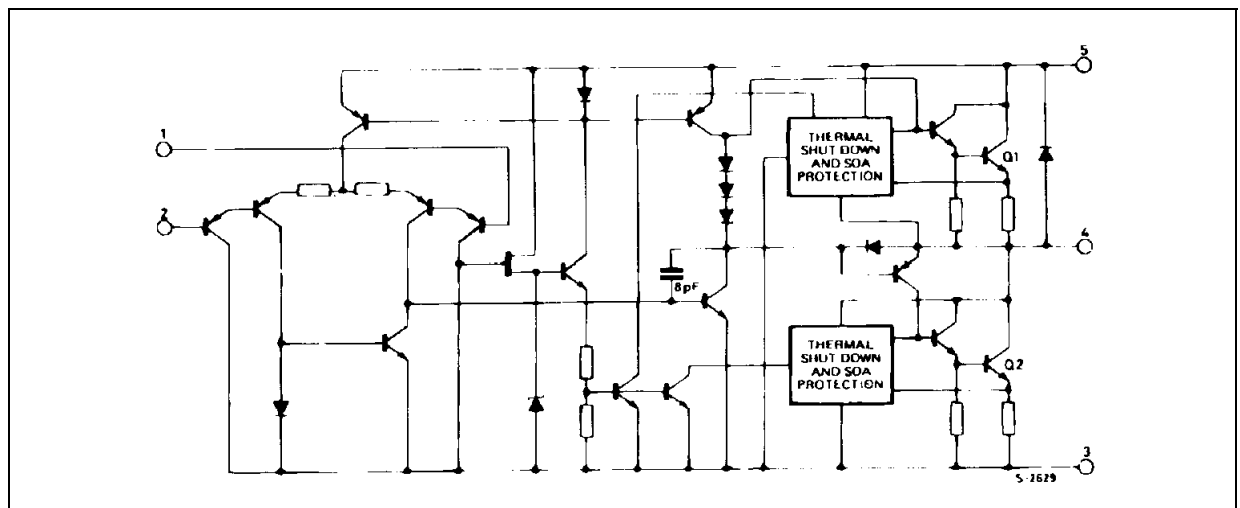 5
1
THERMAL
SHUT DOWN
AND SOA
PROTECTION
Q1
2
4
8pF
THERMAL
SHUT DOWN
AND SOA
PROTECTION
Q2
3
S-2629